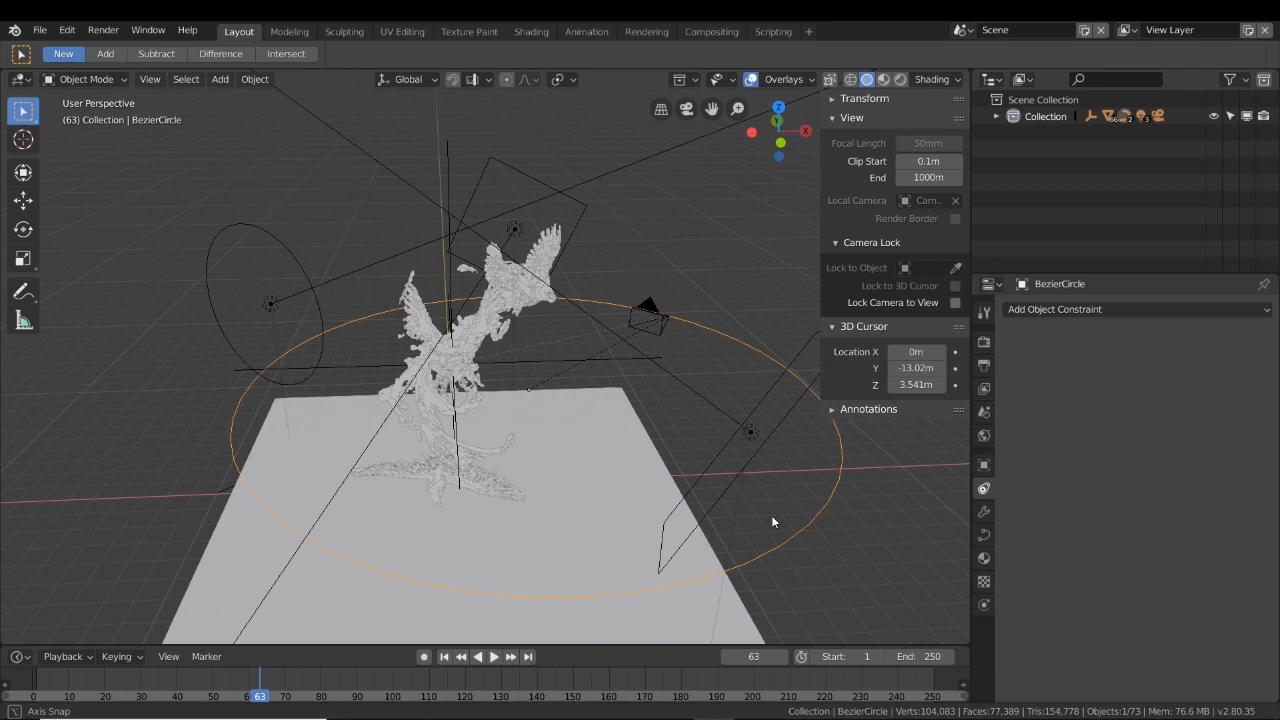 File Edit Render Window Help Layout Modeling Sculpting UV Editing Texture Paint Shading Animation Rendering Compositing Scripting + Scene View Layer
New Add Subtract Difference Intersect
Object Mode View Select Add Object Global Overlays Shading
User Perspective
(63) Collection | BezierCircle
Z
Y
X
Transform
View
Focal Length 50mm
Clip Start 0.1m
End 1000m
Local Camera Cam..
Render Border
Camera Lock
Lock to Object
Lock to 3D Cursor
Lock Camera to View
3D Cursor
Location X 0m
Y -13.02m
Z 3.541m
Annotations
Scene Collection
Collection 66 2 3
BezierCircle
Add Object Constraint
Playback Keying View Marker 63 Start: 1 End: 250
0 10 20 30 40 50 63 70 80 90 100 110 120 130 140 150 160 170 180 190 200 210 220 230 240 250
Axis Snap Collection | BezierCircle | Verts:104,083 | Faces:77,389 | Tris:154,778 | Objects:1/73 | Mem: 76.6 MB | v2.80.35